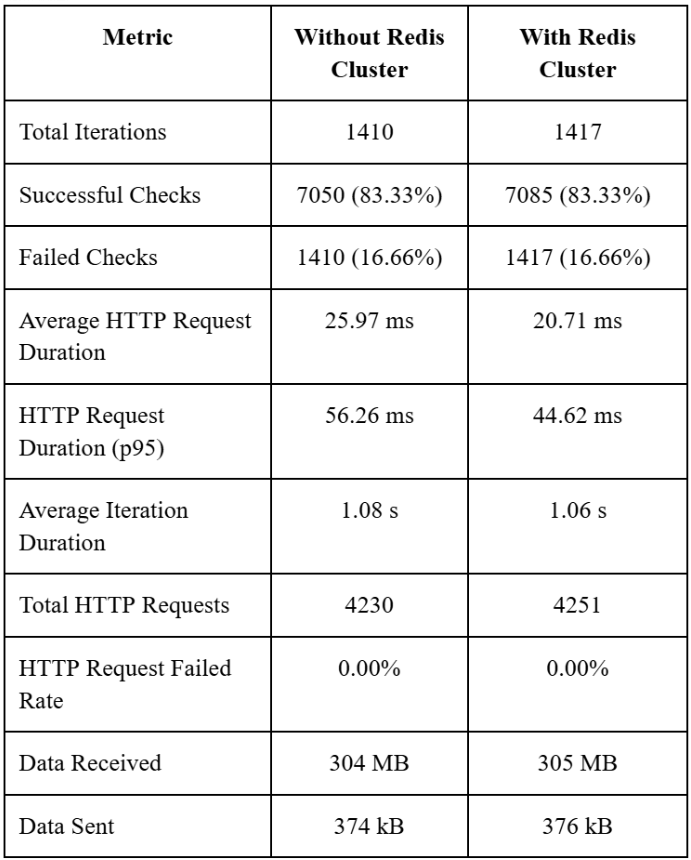 Metric Without Redis Cluster With Redis Cluster
Total Iterations 1410 1417
Successful Checks 7050 (83.33%) 7085 (83.33%)
Failed Checks 1410 (16.66%) 1417 (16.66%)
Average HTTP Request Duration 25.97 ms 20.71 ms
HTTP Request Duration (p95) 56.26 ms 44.62 ms
Average Iteration Duration 1.08 s 1.06 s
Total HTTP Requests 4230 4251
HTTP Request Failed Rate 0.00% 0.00%
Data Received 304 MB 305 MB
Data Sent 374 kB 376 kB